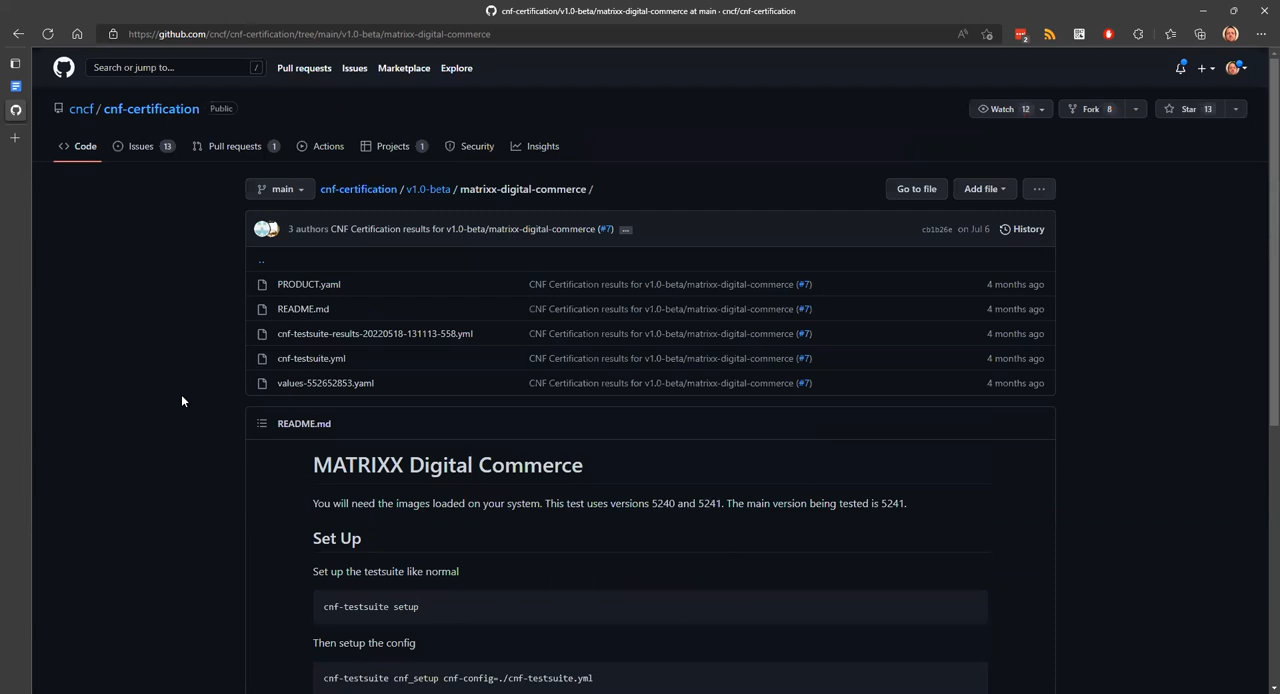 cnf-certification/v1.0-beta/matrixx-digital-commerce at main · cncf/cnf-certification
https://github.com/cncf/cnf-certification/tree/main/v1.0-beta/matrixx-digital-commerce
2
Search or jump to... /
Pull requests Issues Marketplace Explore
cncf / cnf-certification Public
Watch 12 Fork 8 Star 13
Code Issues 13 Pull requests 1 Actions Projects 1 Security Insights
main cnf-certification / v1.0-beta / matrixx-digital-commerce / Go to file Add file ...
3 authors CNF Certification results for v1.0-beta/matrixx-digital-commerce (#7) ... cb1b26e on Jul 6 History
..
PRODUCT.yaml CNF Certification results for v1.0-beta/matrixx-digital-commerce (#7) 4 months ago
README.md CNF Certification results for v1.0-beta/matrixx-digital-commerce (#7) 4 months ago
cnf-testsuite-results-20220518-131113-558.yml CNF Certification results for v1.0-beta/matrixx-digital-commerce (#7) 4 months ago
cnf-testsuite.yml CNF Certification results for v1.0-beta/matrixx-digital-commerce (#7) 4 months ago
values-552652853.yaml CNF Certification results for v1.0-beta/matrixx-digital-commerce (#7) 4 months ago
README.md
MATRIXX Digital Commerce
You will need the images loaded on your system. This test uses versions 5240 and 5241. The main version being tested is 5241.
Set Up
Set up the testsuite like normal
cnf-testsuite setup
Then setup the config
cnf-testsuite cnf_setup cnf-config=./cnf-testsuite.yml